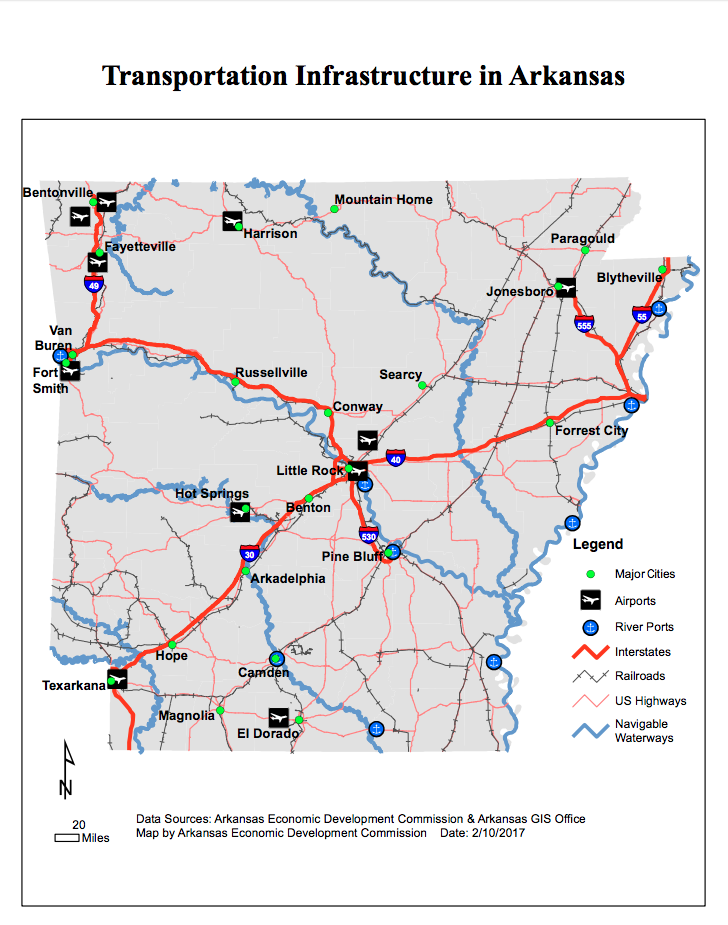 Transportation Infrastructure in Arkansas
Bentonville
Mountain Home
Harrison
Fayetteville
Paragould
Blytheville
Jonesboro
49
55
555
Van
Buren
Fort
Smith
Russellville
Searcy
Conway
Forrest City
Little Rock
40
Hot Springs
Benton
530
Pine Bluff
30
Arkadelphia
Hope
Camden
Texarkana
Magnolia
El Dorado
Legend
Major Cities
Airports
River Ports
Interstates
Railroads
US Highways
Navigable
Waterways
N
20
Miles
Data Sources: Arkansas Economic Development Commission & Arkansas GIS Office
Map by Arkansas Economic Development Commission Date: 2/10/2017